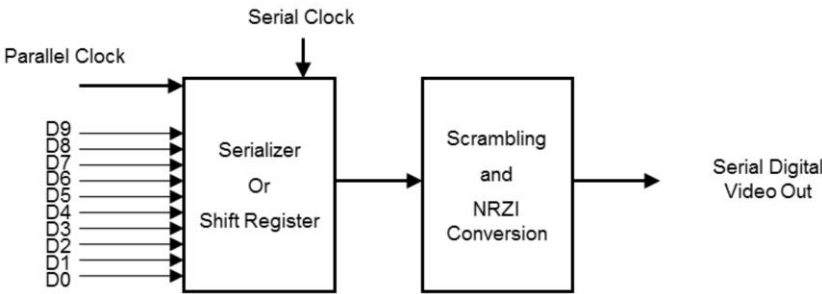 Serial Clock
Parallel Clock
D9
D8
D7
D6
D5
D4
D3
D2
D1
D0
Serializer
Or
Shift Register
Scrambling
and
NRZI
Conversion
Serial Digital
Video Out